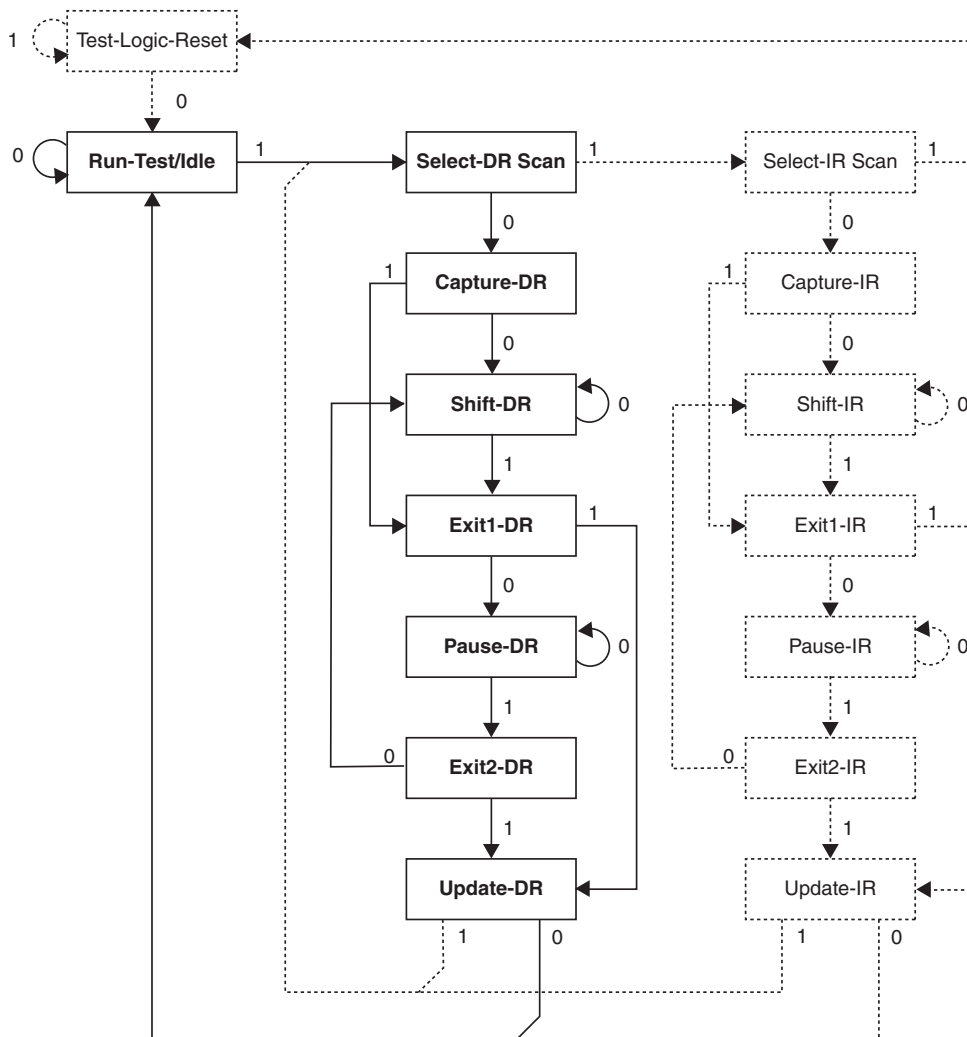 1
Test-Logic-Reset
0
0
Run-Test/Idle
1
Select-DR Scan
1
Select-IR Scan
1
0
0
1
Capture-DR
1
Capture-IR
0
0
Shift-DR
0
Shift-IR
0
1
1
Exit1-DR
1
Exit1-IR
1
0
0
Pause-DR
0
Pause-IR
0
1
1
0
Exit2-DR
0
Exit2-IR
1
1
Update-DR
Update-IR
1
0
1
0